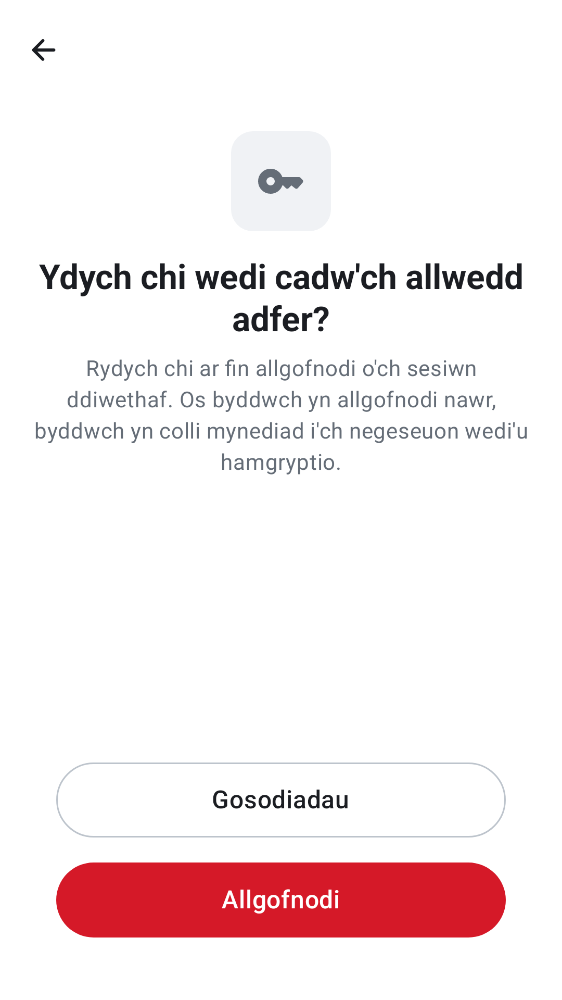 Ydych chi wedi cadw'ch allwedd
adfer?
Rydych chi ar fin allgofnodi o'ch sesiwn
ddiwethaf. Os byddwch yn allgofnodi nawr,
byddwch yn colli mynediad i'ch negeseuon wedi'u
hamgryptio.
Gosodiadau
Allgofnodi